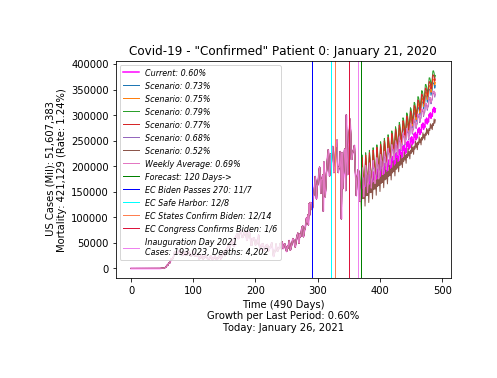 Covid-19 - "Confirmed" Patient 0: January 21, 2020
US Cases (Mil): 51,607,383
Mortality: 421,129 (Rate: 1.24%)
400000
350000
300000
250000
200000
150000
100000
50000
0
Current: 0.60%
Scenario: 0.73%
Scenario: 0.75%
Scenario: 0.79%
Scenario: 0.77%
Scenario: 0.68%
Scenario: 0.52%
Weekly Average: 0.69%
Forecast: 120 Days->
EC Biden Passes 270: 11/7
EC Safe Harbor: 12/8
EC States Confirm Biden: 12/14
EC Congress Confirms Biden: 1/6
Inauguration Day 2021
Cases: 193,023, Deaths: 4,202
0 100 200 300 400 500
Time (490 Days)
Growth per Last Period: 0.60%
Today: January 26, 2021